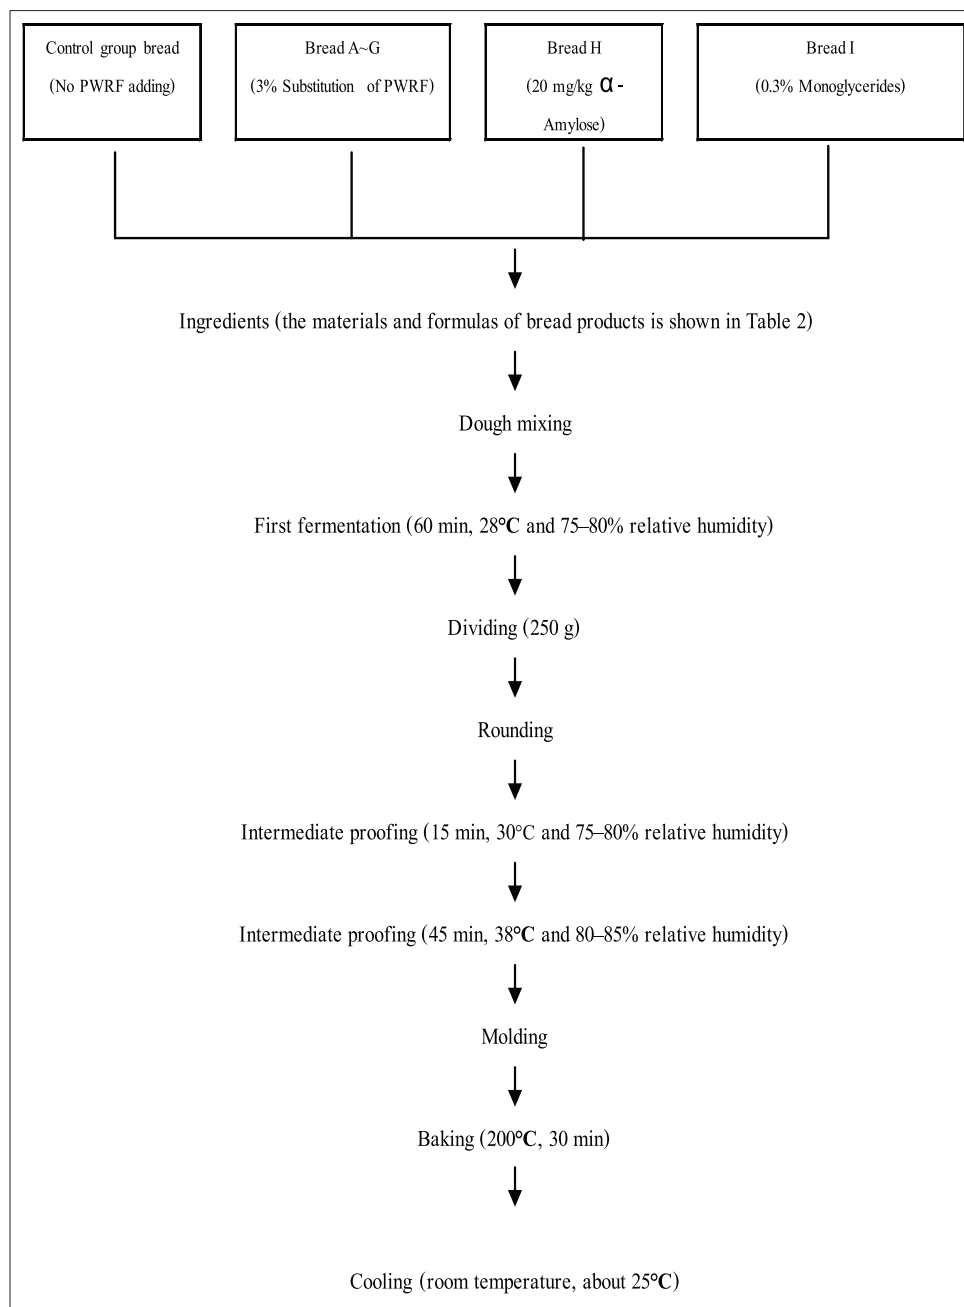 Control group bread
(No PWRF adding)
Bread A~G
(3% Substitution of PWRF)
Bread H
(20 mg/kg α-
Amylose)
Bread I
(0.3% Monoglycerides)
Ingredients (the materials and formulas of bread products is shown in Table 2)
Dough mixing
First fermentation (60 min, 28°C and 75–80% relative humidity)
Dividing (250 g)
Rounding
Intermediate proofing (15 min, 30°C and 75–80% relative humidity)
Intermediate proofing (45 min, 38°C and 80–85% relative humidity)
Molding
Baking (200°C, 30 min)
Cooling (room temperature, about 25°C)